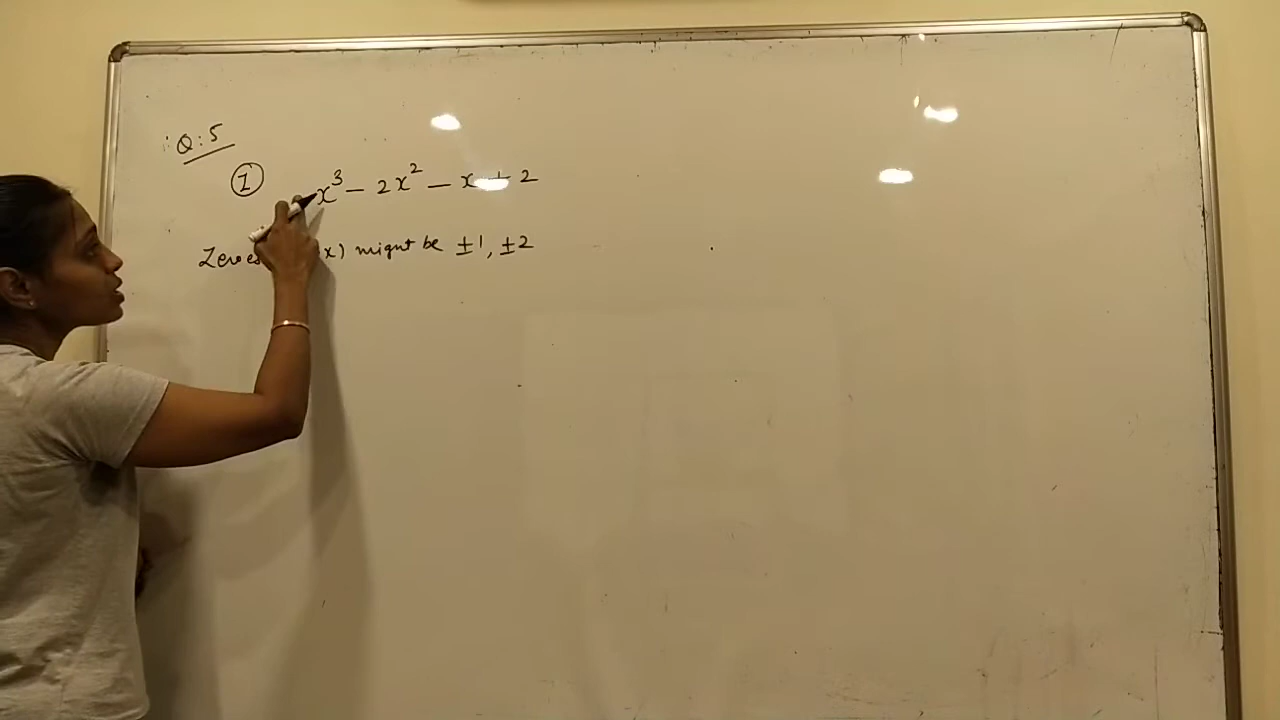 Q:5
① x³ - 2x² - x + 2
Zeroes x) might be ±1, ±2